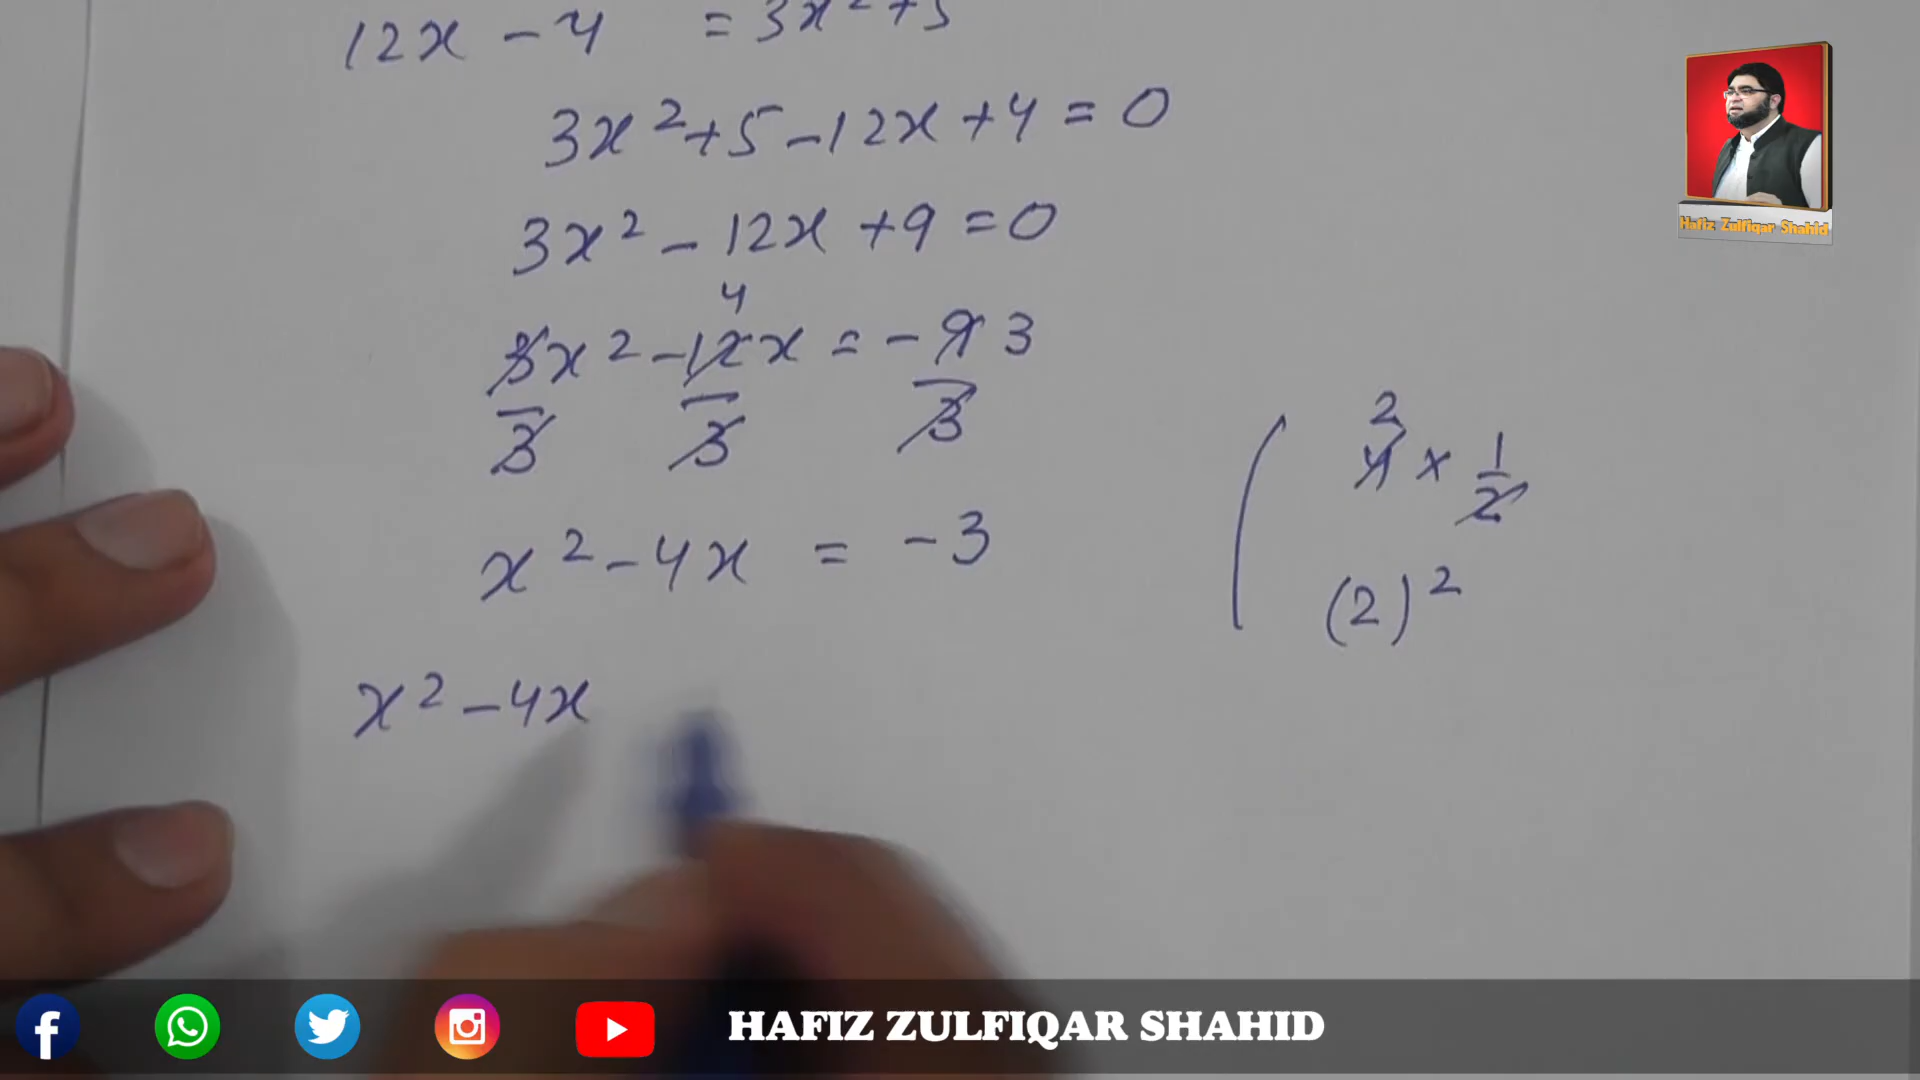 12x - 4 = 3x² + 5
3x² + 5 - 12x + 4 = 0
3x² - 12x + 9 = 0
4
3x² - 12x = - 9 3
3 3 3
x² - 4x = - 3
x² - 4x
2
4 × 1
2
(2)²
Hafiz Zulfiqar Shahid
HAFIZ ZULFIQAR SHAHID